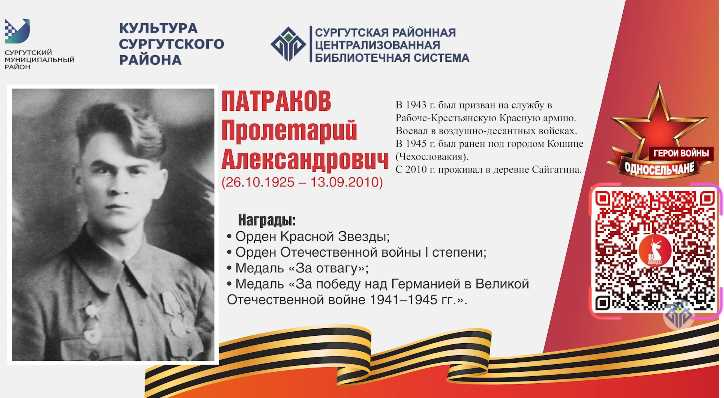 СУРГУТСКИЙ
МУНИЦИПАЛЬНЫЙ
РАЙОН
КУЛЬТУРА
СУРГУТСКОГО
РАЙОНА
СУРГУТСКАЯ РАЙОННАЯ
ЦЕНТРАЛИЗОВАННАЯ
БИБЛИОТЕЧНАЯ СИСТЕМА
ПАТРАКОВ
Пролетарий
Александрович
(26.10.1925 – 13.09.2010)
В 1943 г. был призван на службу в
Рабоче-Крестьянскую Красную армию.
Воевал в воздушно-десантных войсках.
В 1945 г. был ранен под городом Кошице
(Чехословакия).
С 2010 г. проживал в деревне Сайгатина.
Награды:
• Орден Красной Звезды;
• Орден Отечественной войны I степени;
• Медаль «За отвагу»;
• Медаль «За победу над Германией в Великой
Отечественной войне 1941–1945 гг.».
ГЕРОИ ВОЙНЫ
ОДНОСЕЛЬЧАНЕ